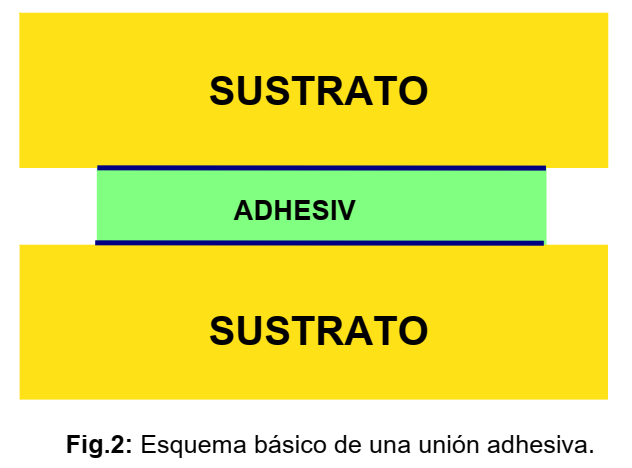 SUSTRATO
ADHESIV
SUSTRATO
Fig.2: Esquema básico de una unión adhesiva.